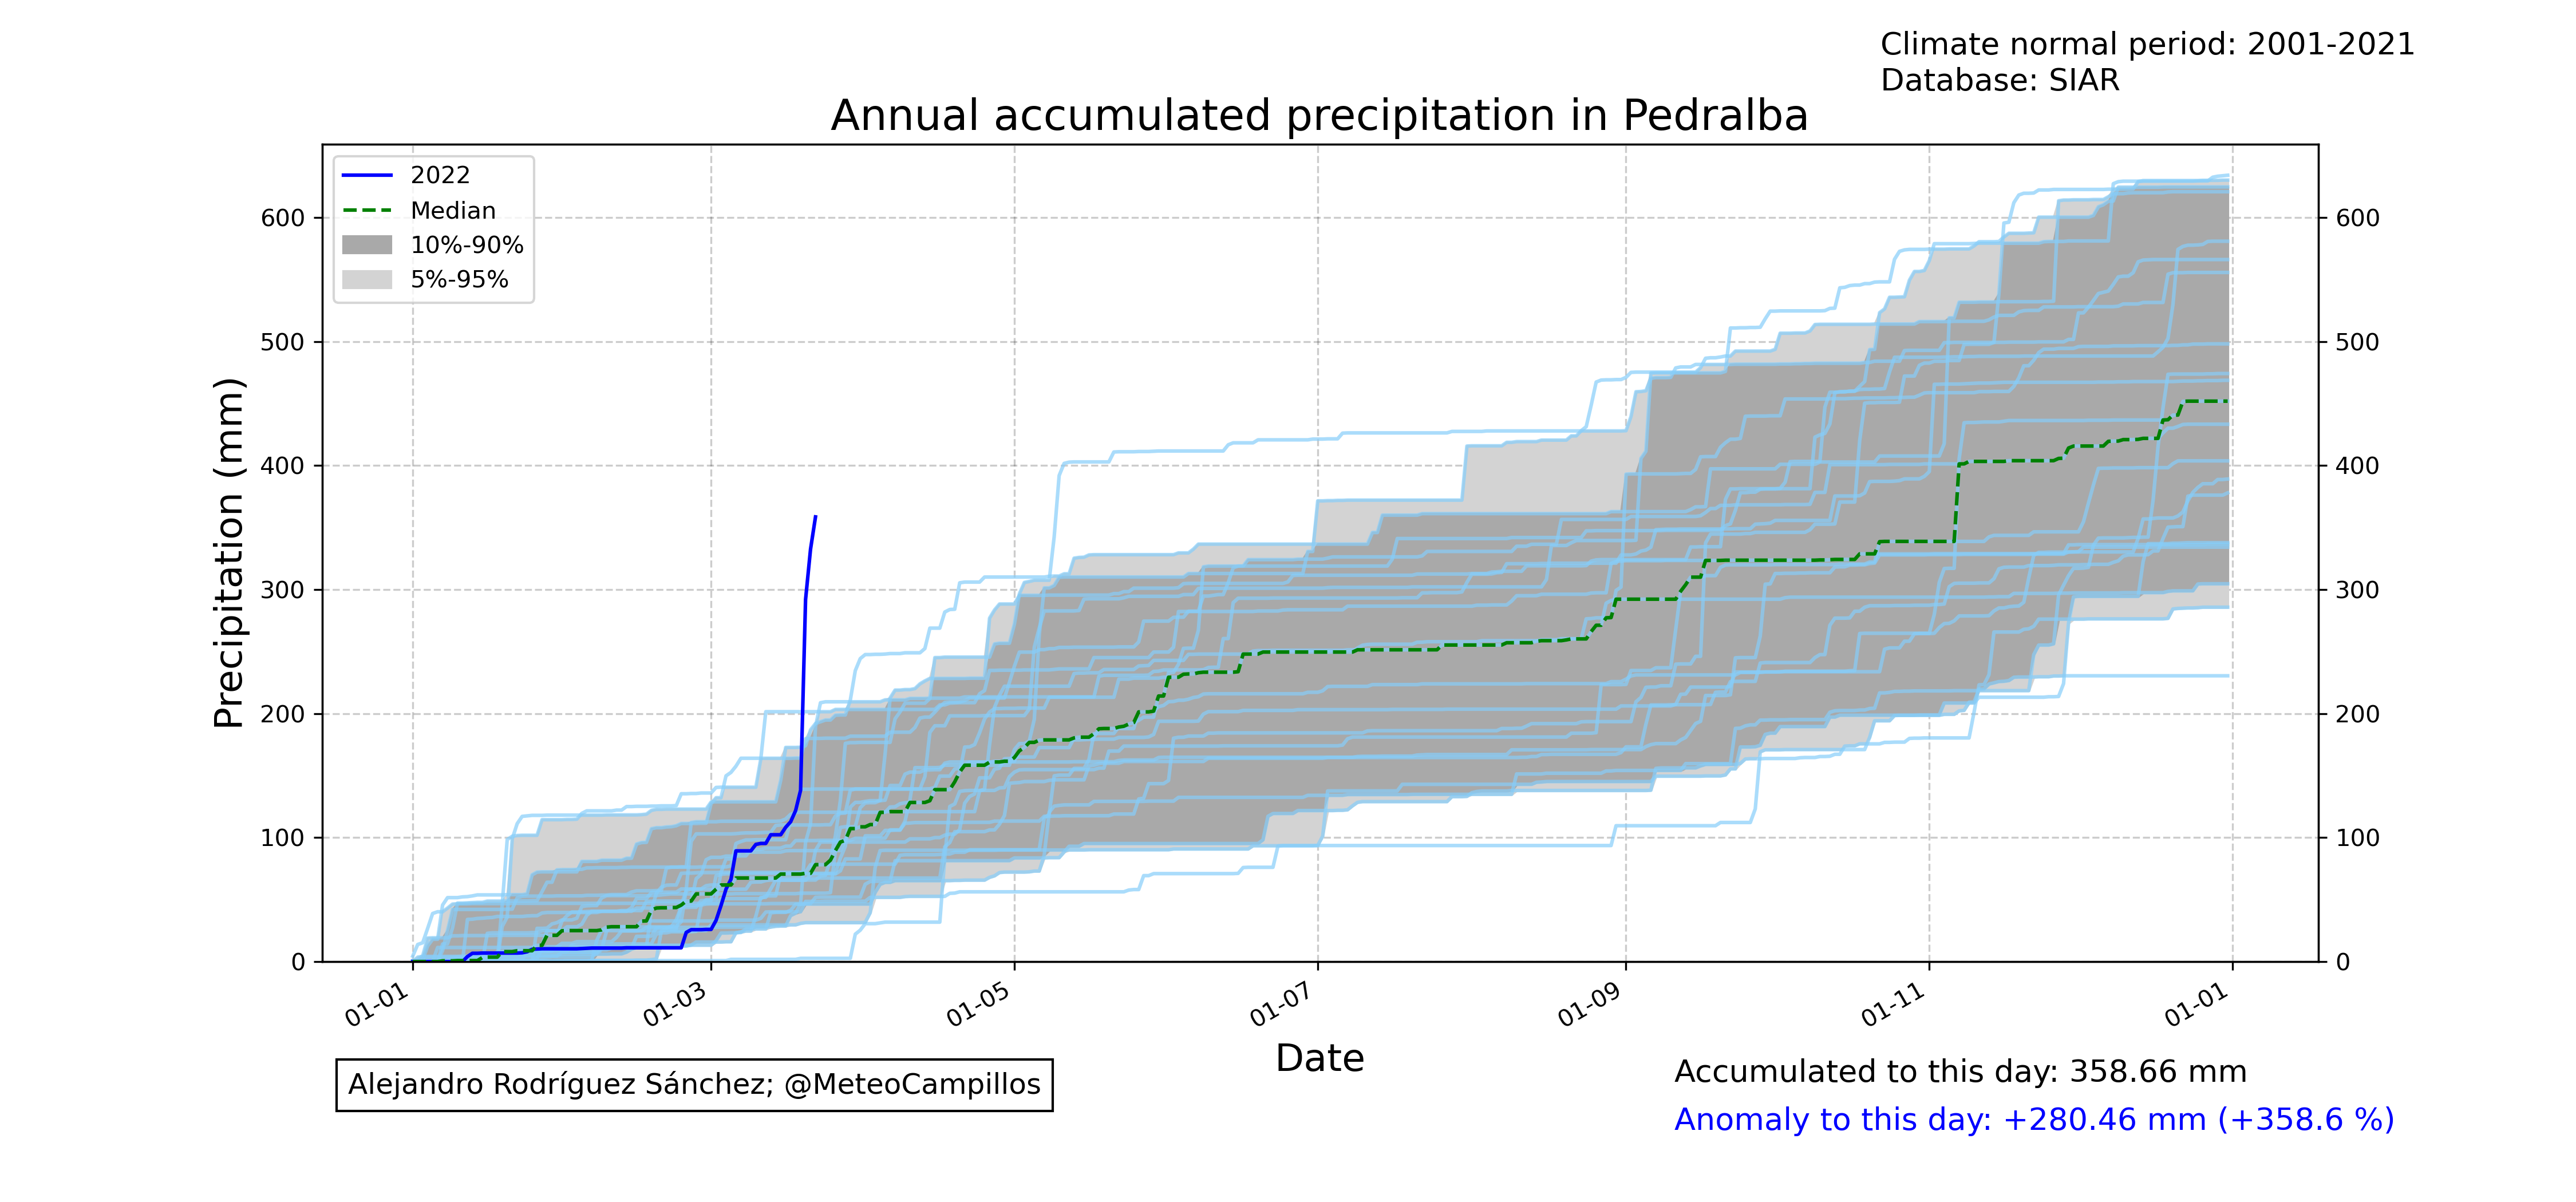 Climate normal period: 2001-2021
Database: SIAR
Annual accumulated precipitation in Pedralba
2022
Median
10%-90%
5%-95%
Precipitation (mm)
600
500
400
300
200
100
0
600
500
400
300
200
100
0
01-01
01-03
01-05
01-07
01-09
01-11
01-01
Date
Alejandro Rodríguez Sánchez; @MeteoCampillos
Accumulated to this day: 358.66 mm
Anomaly to this day: +280.46 mm (+358.6 %)